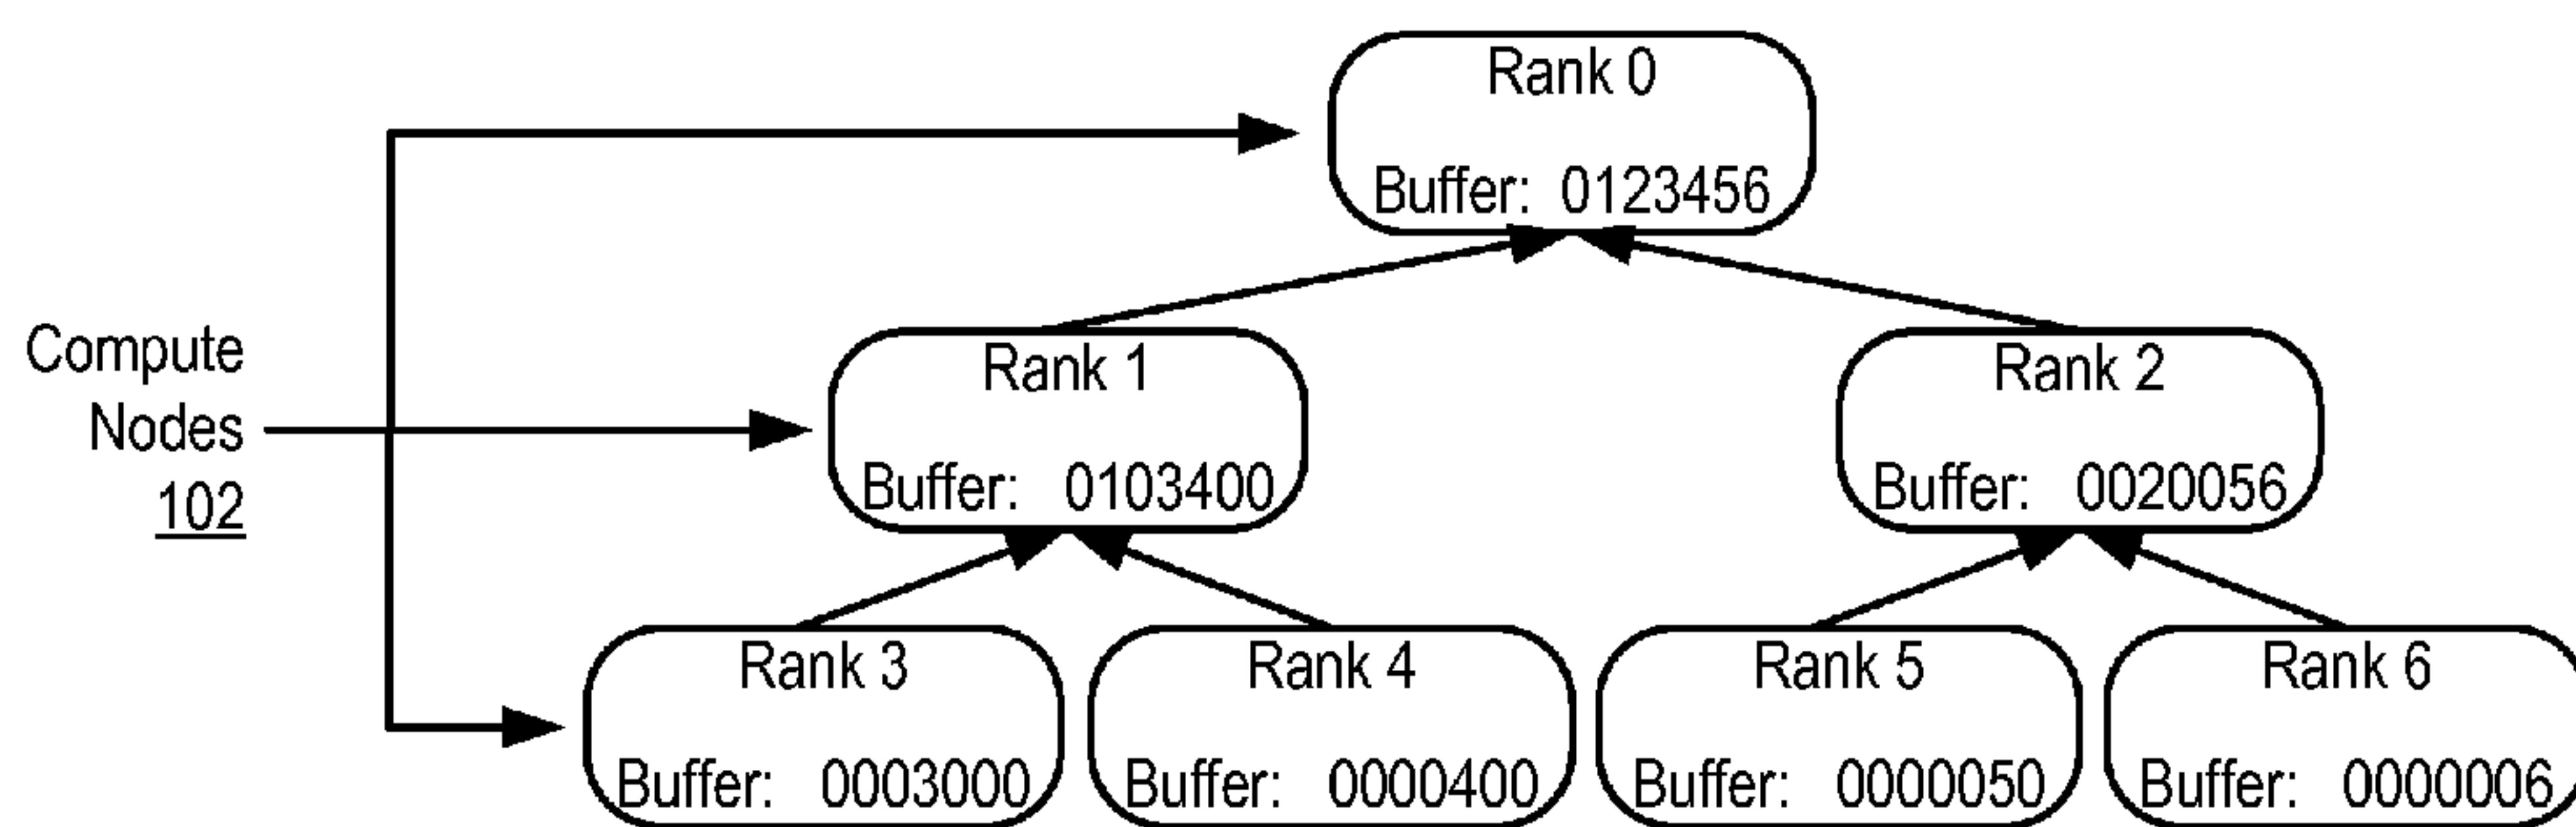 Rank 0
Buffer: 0123456
Compute
Nodes
102
Rank 1
Buffer: 0103400
Rank 2
Buffer: 0020056
Rank 3
Buffer: 0003000
Rank 4
Buffer: 0000400
Rank 5
Buffer: 0000050
Rank 6
Buffer: 0000006